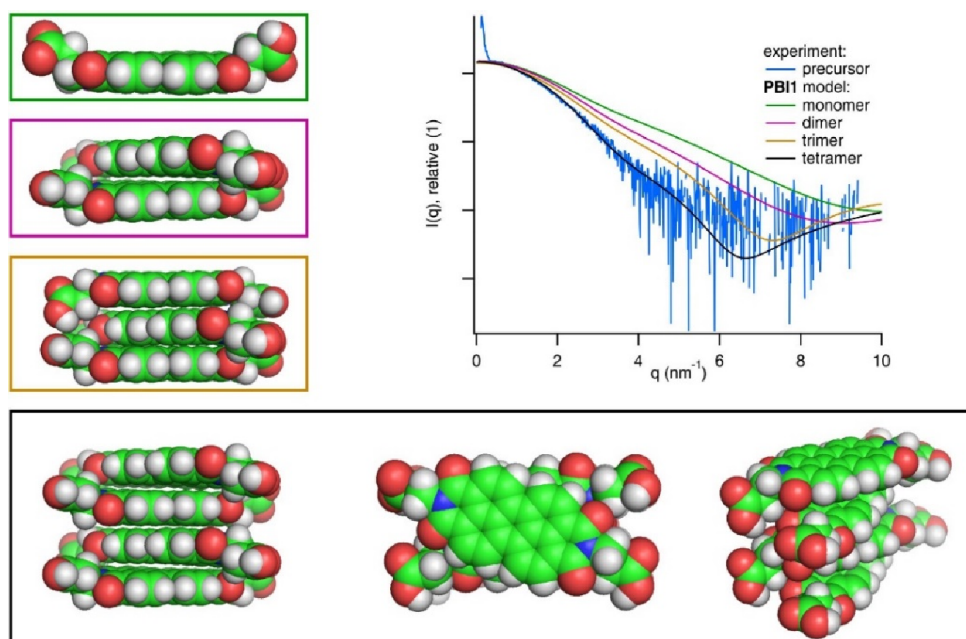 experiment:
precursor
PBI1 model:
monomer
dimer
trimer
tetramer
I(q), relative (1)
0
2
4
6
8
10
q (nm⁻¹)